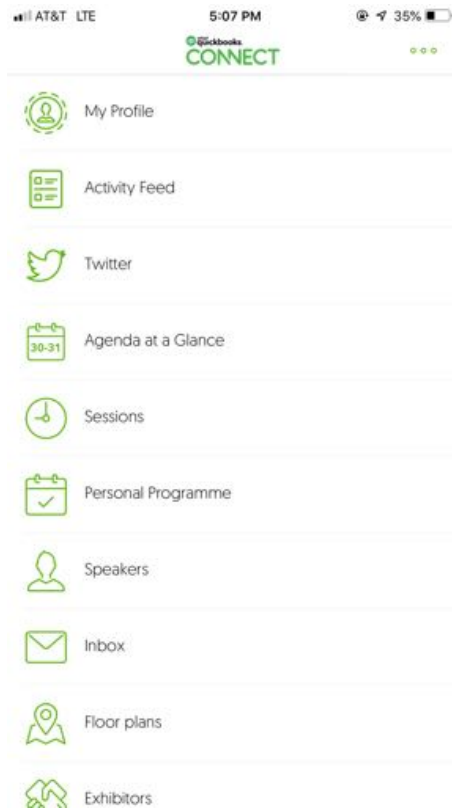 AT&T LTE 5:07 PM 35%
quickbooks
CONNECT
My Profile
Activity Feed
Twitter
30-31
Agenda at a Glance
Sessions
Personal Programme
Speakers
Inbox
Floor plans
Exhibitors